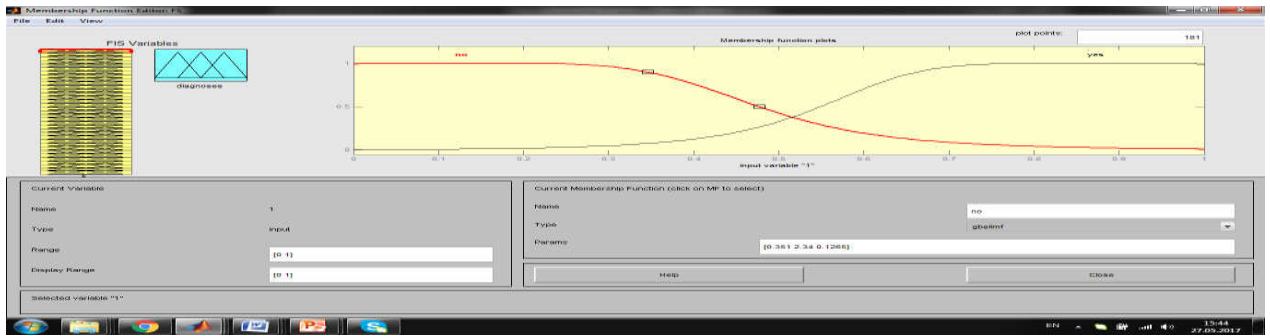 Membership Function Editor: FS
File Edit View
FIS Variables
diagnoses
Membership function plots
plot points:
181
no
yes
1
0.5
0
0 0.1 0.2 0.3 0.4 0.5 0.6 0.7 0.8 0.9 1
input variable "1"
Current Variable
Name 1
Type input
Range [0 1]
Display Range [0 1]
Current Membership Function (click on MF to select)
Name no
Type gbellmf
Params [0.351 2.34 0.1265]
Help Close
Selected variable "1"
EN 15:44
27.05.2017